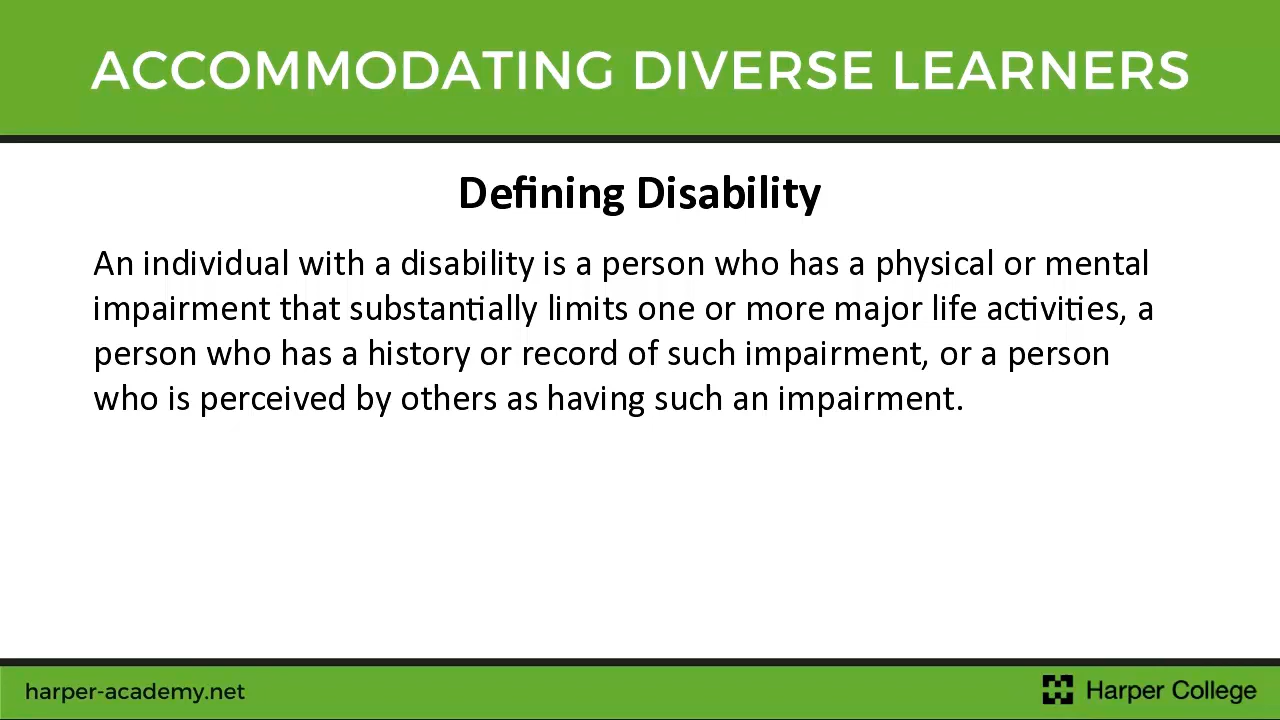 ACCOMMODATING DIVERSE LEARNERS
Defining Disability
An individual with a disability is a person who has a physical or mental
impairment that substantially limits one or more major life activities, a
person who has a history or record of such impairment, or a person
who is perceived by others as having such an impairment.
harper-academy.net
Harper College